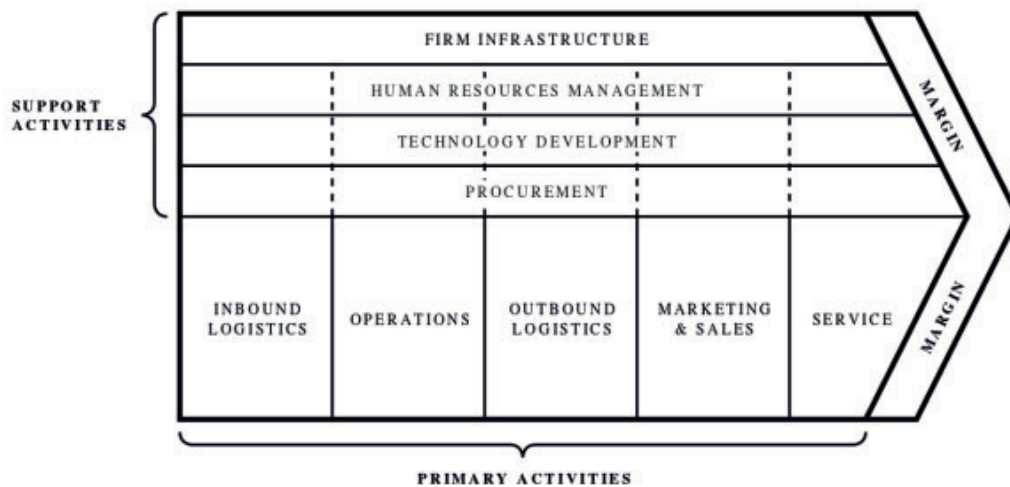 FIRM INFRASTRUCTURE
HUMAN RESOURCES MANAGEMENT
SUPPORT
ACTIVITIES
TECHNOLOGY DEVELOPMENT
PROCUREMENT
MARGIN
INBOUND
LOGISTICS
OPERATIONS
OUTBOUND
LOGISTICS
MARKETING
& SALES
SERVICE
MARGIN
PRIMARY ACTIVITIES